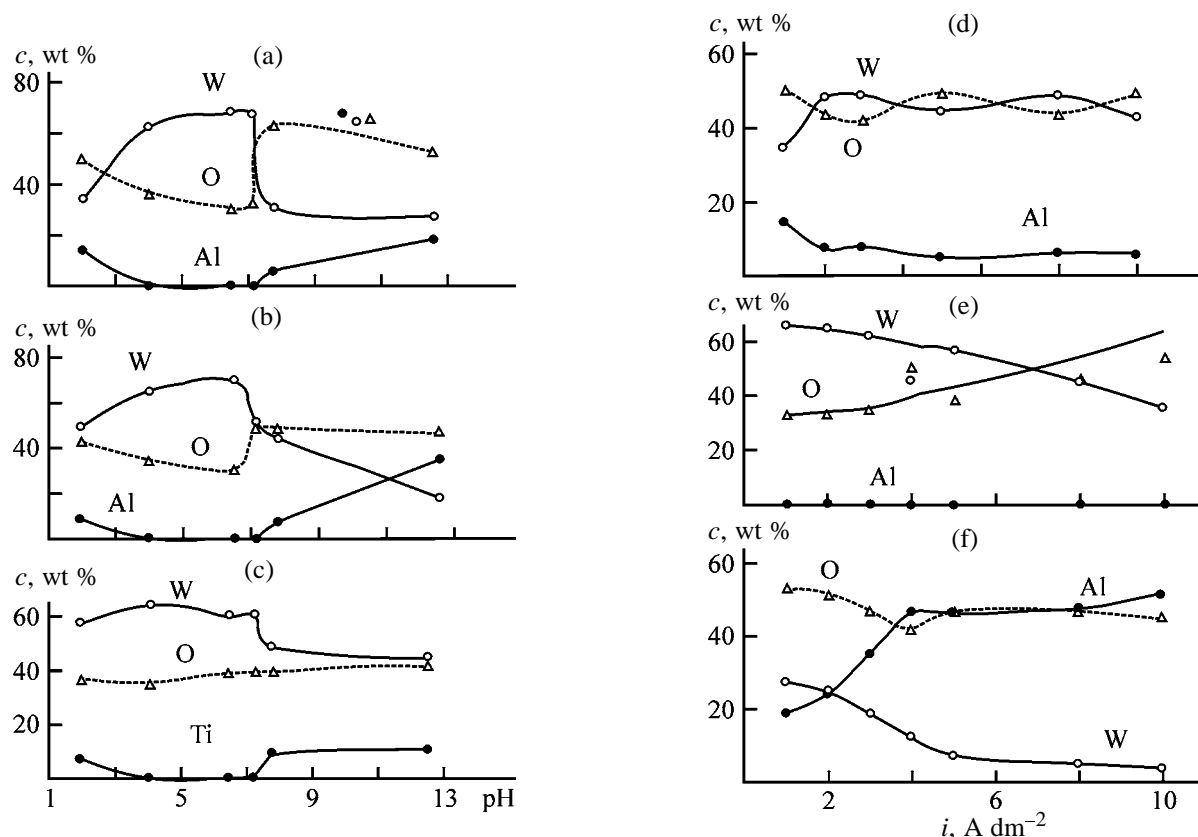 (a)
c, wt %
80
W
O
40
Al
(b)
c, wt %
80
W
40
O
Al
(c)
c, wt %
W
60
O
40
20
Ti
1 5 9 13 pH
(d)
c, wt %
60
W
40
O
20
Al
(e)
c, wt %
W
60
O
40
20
Al
(f)
c, wt %
60
O
Al
40
20
W
2 6 10
i, A dm⁻²